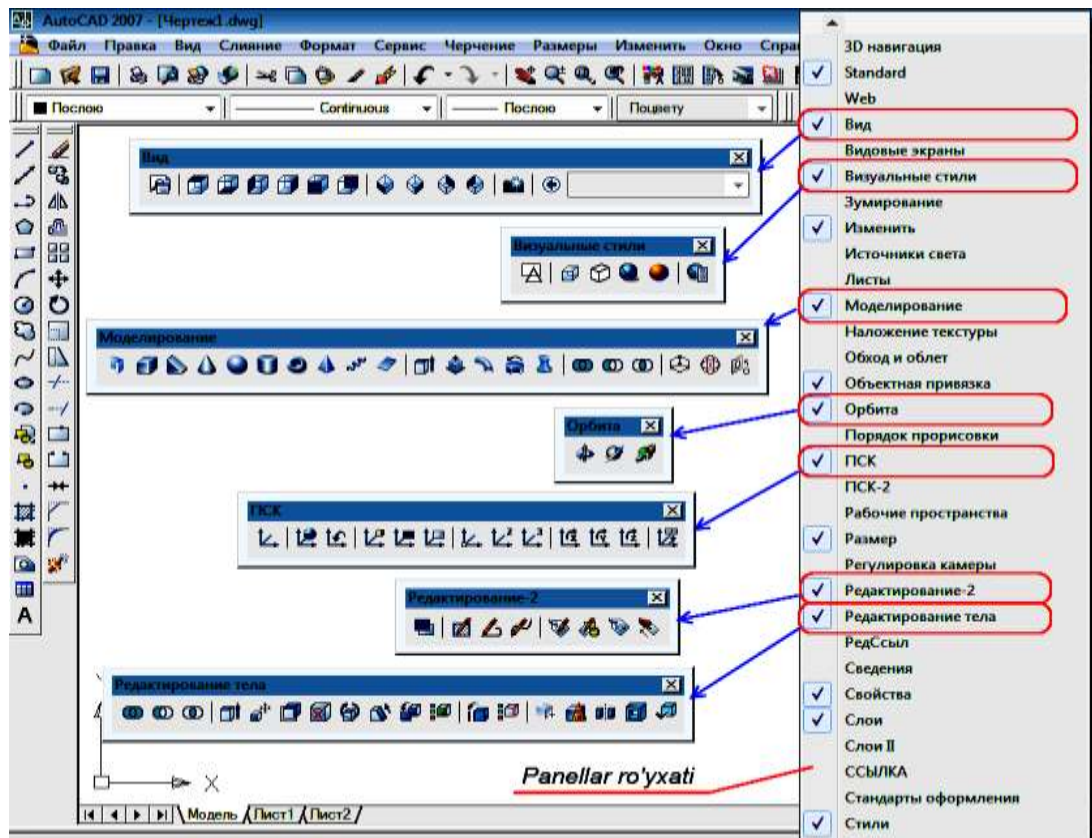 AutoCAD 2007 - [Чертеж1.dwg]
Файл Правка Вид Слияние Формат Сервис Черчение Размеры Изменить Окно Спра
Послою Continuous Послою Поцвету
Вид
Визуальные стили
Моделирование
Орбита
ПСК
Редактирование-2
Редактирование тела
A
X
Panellar ro'yxati
Модель Лист1 Лист2
3D навигация
Standard
Web
Вид
Видовые экраны
Визуальные стили
Зумирование
Изменить
Источники света
Листы
Моделирование
Наложение текстуры
Обход и облет
Объектная привязка
Орбита
Порядок прорисовки
ПСК
ПСК-2
Рабочие пространства
Размер
Регулировка камеры
Редактирование-2
Редактирование тела
РедСсыл
Сведения
Свойства
Слои
Слои II
ССЫЛКА
Стандарты оформления
Стили